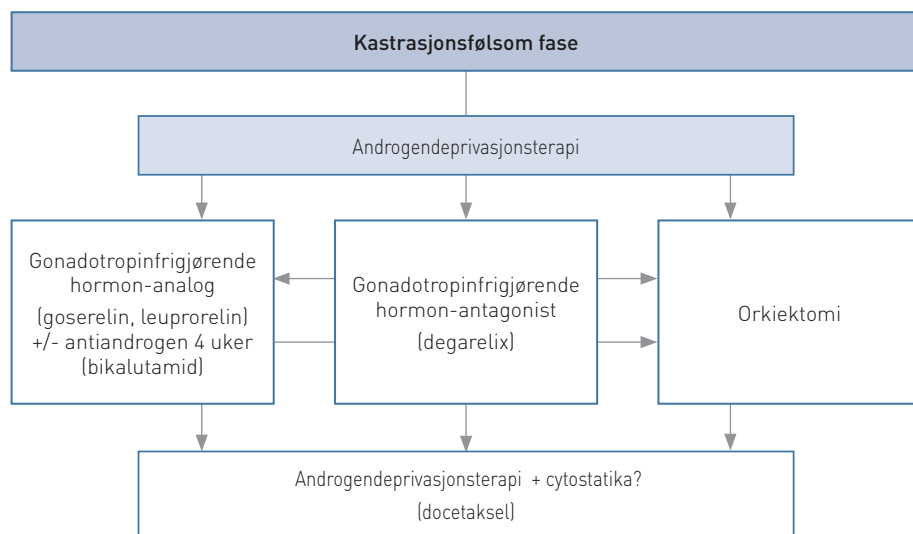 Kastrasjonsfølsom fase
Androgendeprivasjonsterapi
Gonadotropinfrigjørende
hormon-analog
(goserelin, leuprorelin)
+/- antiandrogen 4 uker
(bikalutamid)
Gonadotropinfrigjørende
hormon-antagonist
(degarelix)
Orkiektomi
Androgendeprivasjonsterapi + cytostatika?
(docetaksel)